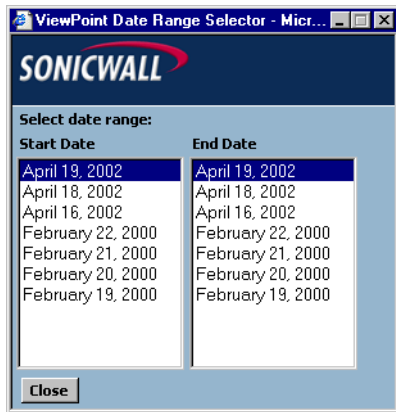 ViewPoint Date Range Selector - Micr...
SONICWALL
Select date range:
Start Date End Date
April 19, 2002 April 19, 2002
April 18, 2002 April 18, 2002
April 16, 2002 April 16, 2002
February 22, 2000 February 22, 2000
February 21, 2000 February 21, 2000
February 20, 2000 February 20, 2000
February 19, 2000 February 19, 2000
Close